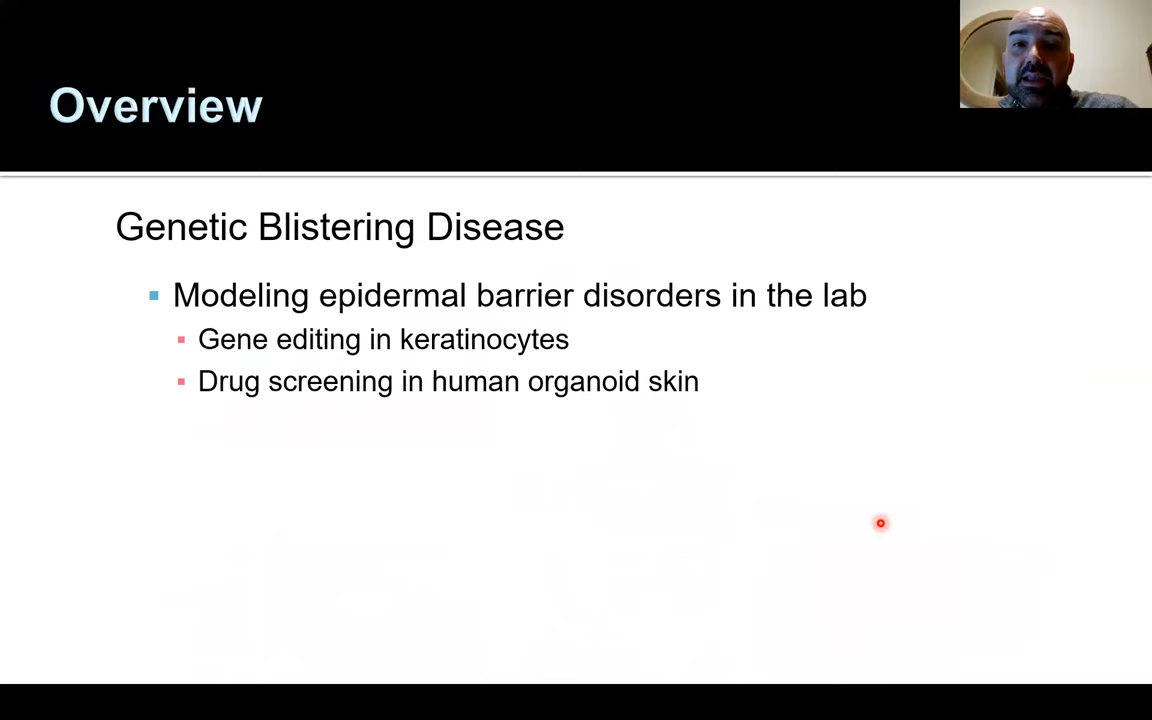 Overview
Genetic Blistering Disease
Modeling epidermal barrier disorders in the lab
Gene editing in keratinocytes
Drug screening in human organoid skin